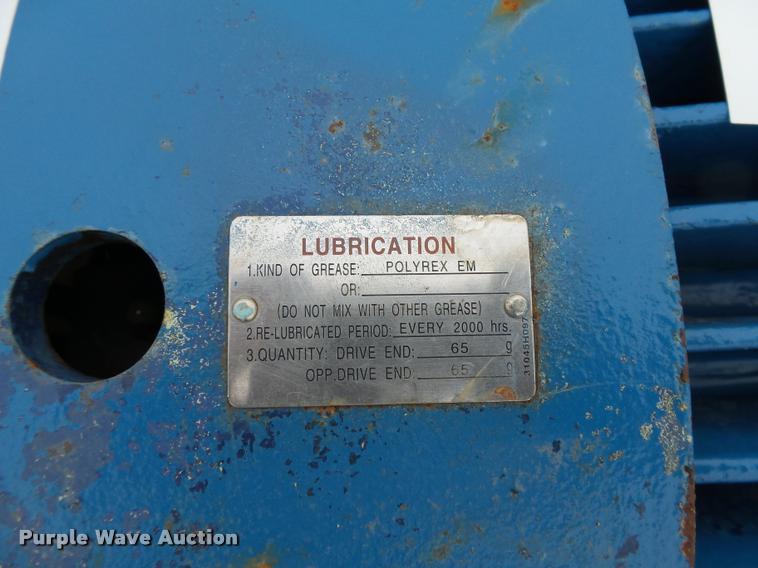 LUBRICATION
1.KIND OF GREASE: POLYREX EM
OR:
(DO NOT MIX WITH OTHER GREASE)
2.RE-LUBRICATED PERIOD: EVERY 2000 hrs.
3.QUANTITY: DRIVE END: 65 g
OPP.DRIVE END: 65 g
31045H097
Purple Wave Auction